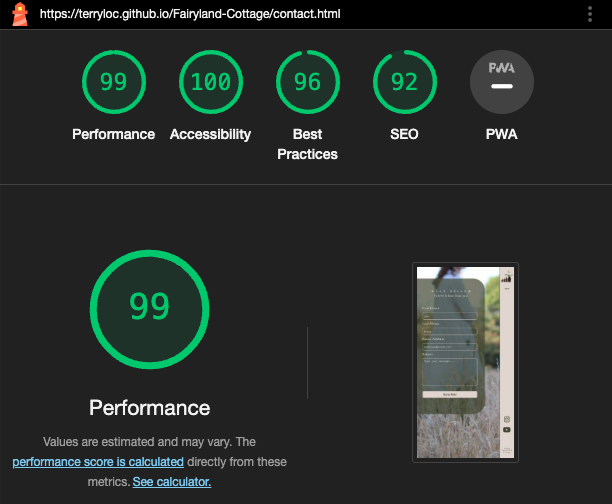 https://terryloc.github.io/Fairyland-Cottage/contact.html
99
100
96
92
PWA
Performance
Accessibility
Best
Practices
SEO
PWA
99
Performance
Values are estimated and may vary. The
performance score is calculated directly from these
metrics. See calculator.